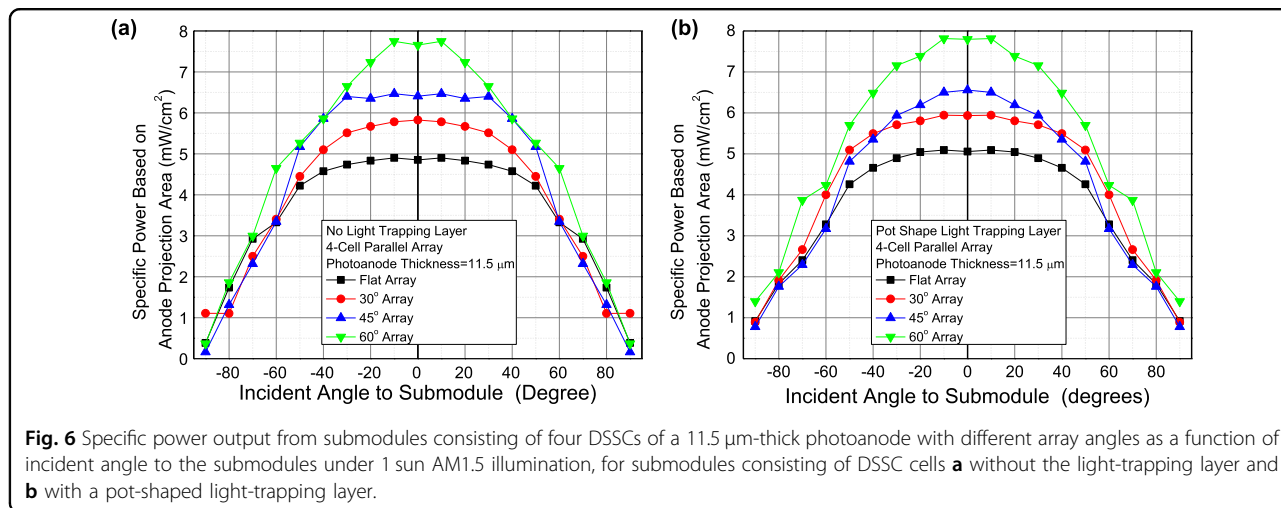 (a)
Specific Power Based on
Anode Projection Area (mW/cm²)
8
7
6
5
4
3
2
1
0
No Light Trapping Layer
4-Cell Parallel Array
Photoanode Thickness=11.5 μm
Flat Array
30° Array
45° Array
60° Array
-80 -60 -40 -20 0 20 40 60 80
Incident Angle to Submodule (Degree)
(b)
Specific Power Based on
Anode Projection Area (mW/cm²)
8
7
6
5
4
3
2
1
0
Pot Shape Light Trapping Layer
4-Cell Parallel Array
Photoanode Thickness=11.5 μm
Flat Array
30° Array
45° Array
60° Array
-80 -60 -40 -20 0 20 40 60 80
Incident Angle to Submodule (degrees)
Fig. 6 Specific power output from submodules consisting of four DSSCs of a 11.5 μm-thick photoanode with different array angles as a function of
incident angle to the submodules under 1 sun AM1.5 illumination, for submodules consisting of DSSC cells a without the light-trapping layer and
b with a pot-shaped light-trapping layer.